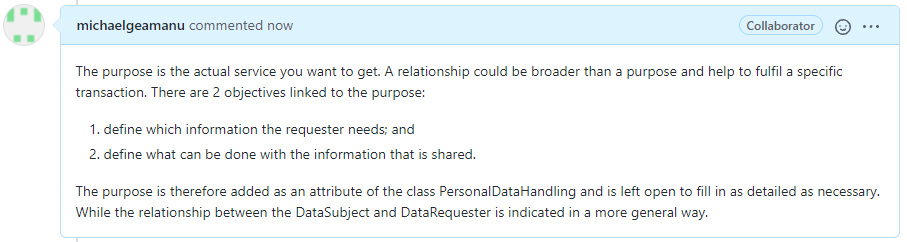 michaelgeamanu commented now
Collaborator
The purpose is the actual service you want to get. A relationship could be broader than a purpose and help to fulfil a specific
transaction. There are 2 objectives linked to the purpose:
1. define which information the requester needs; and
2. define what can be done with the information that is shared.
The purpose is therefore added as an attribute of the class PersonalDataHandling and is left open to fill in as detailed as necessary.
While the relationship between the DataSubject and DataRequester is indicated in a more general way.